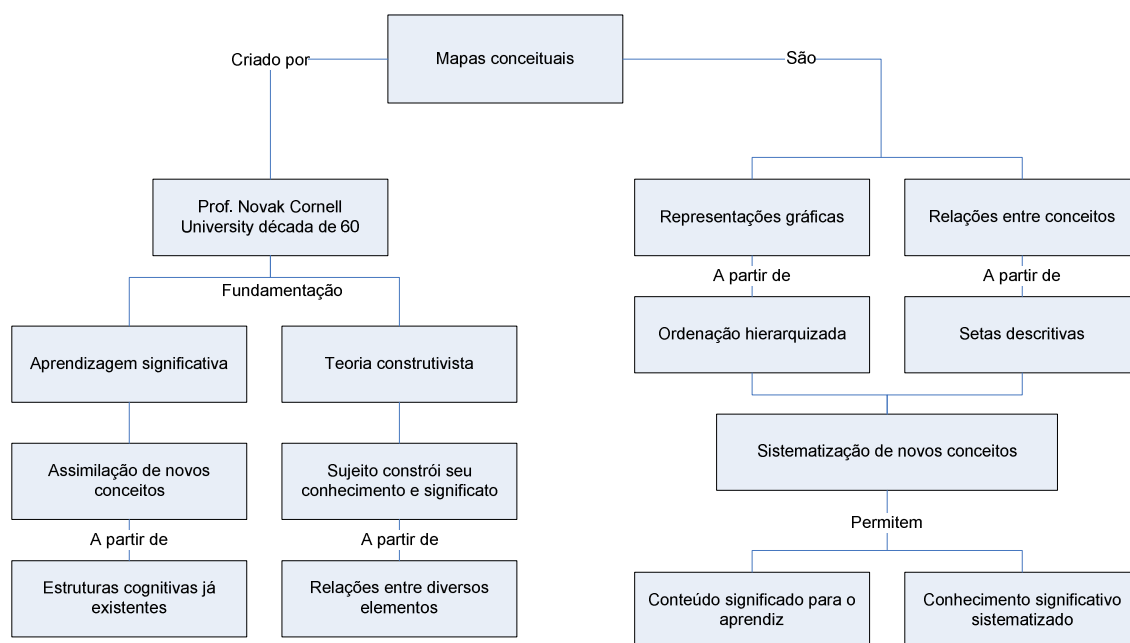 Mapas conceituais
Criado por
São
Prof. Novak Cornell
University década de 60
Representações gráficas
Relações entre conceitos
Fundamentação
A partir de
A partir de
Aprendizagem significativa
Teoria construtivista
Ordenação hierarquizada
Setas descritivas
Assimilação de novos
conceitos
Sujeito constrói seu
conhecimento e significato
Sistematização de novos conceitos
A partir de
A partir de
Permitem
Estruturas cognitivas já
existentes
Relações entre diversos
elementos
Conteúdo significado para o
aprendiz
Conhecimento significativo
sistematizado